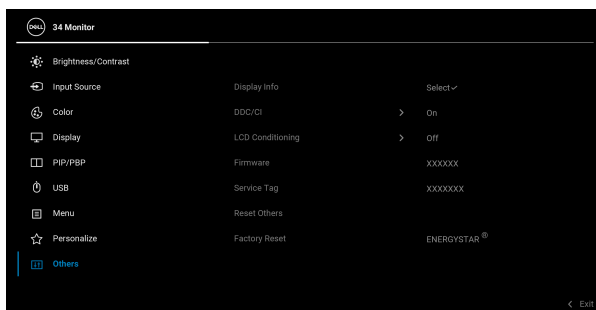 DELL 34 Monitor
Brightness/Contrast
Input Source Display Info Select✓
Color DDC/CI > On
Display LCD Conditioning > Off
PIP/PBP Firmware XXXXXX
USB Service Tag XXXXXXX
Menu Reset Others
Personalize Factory Reset ENERGYSTAR ®
Others
< Exit